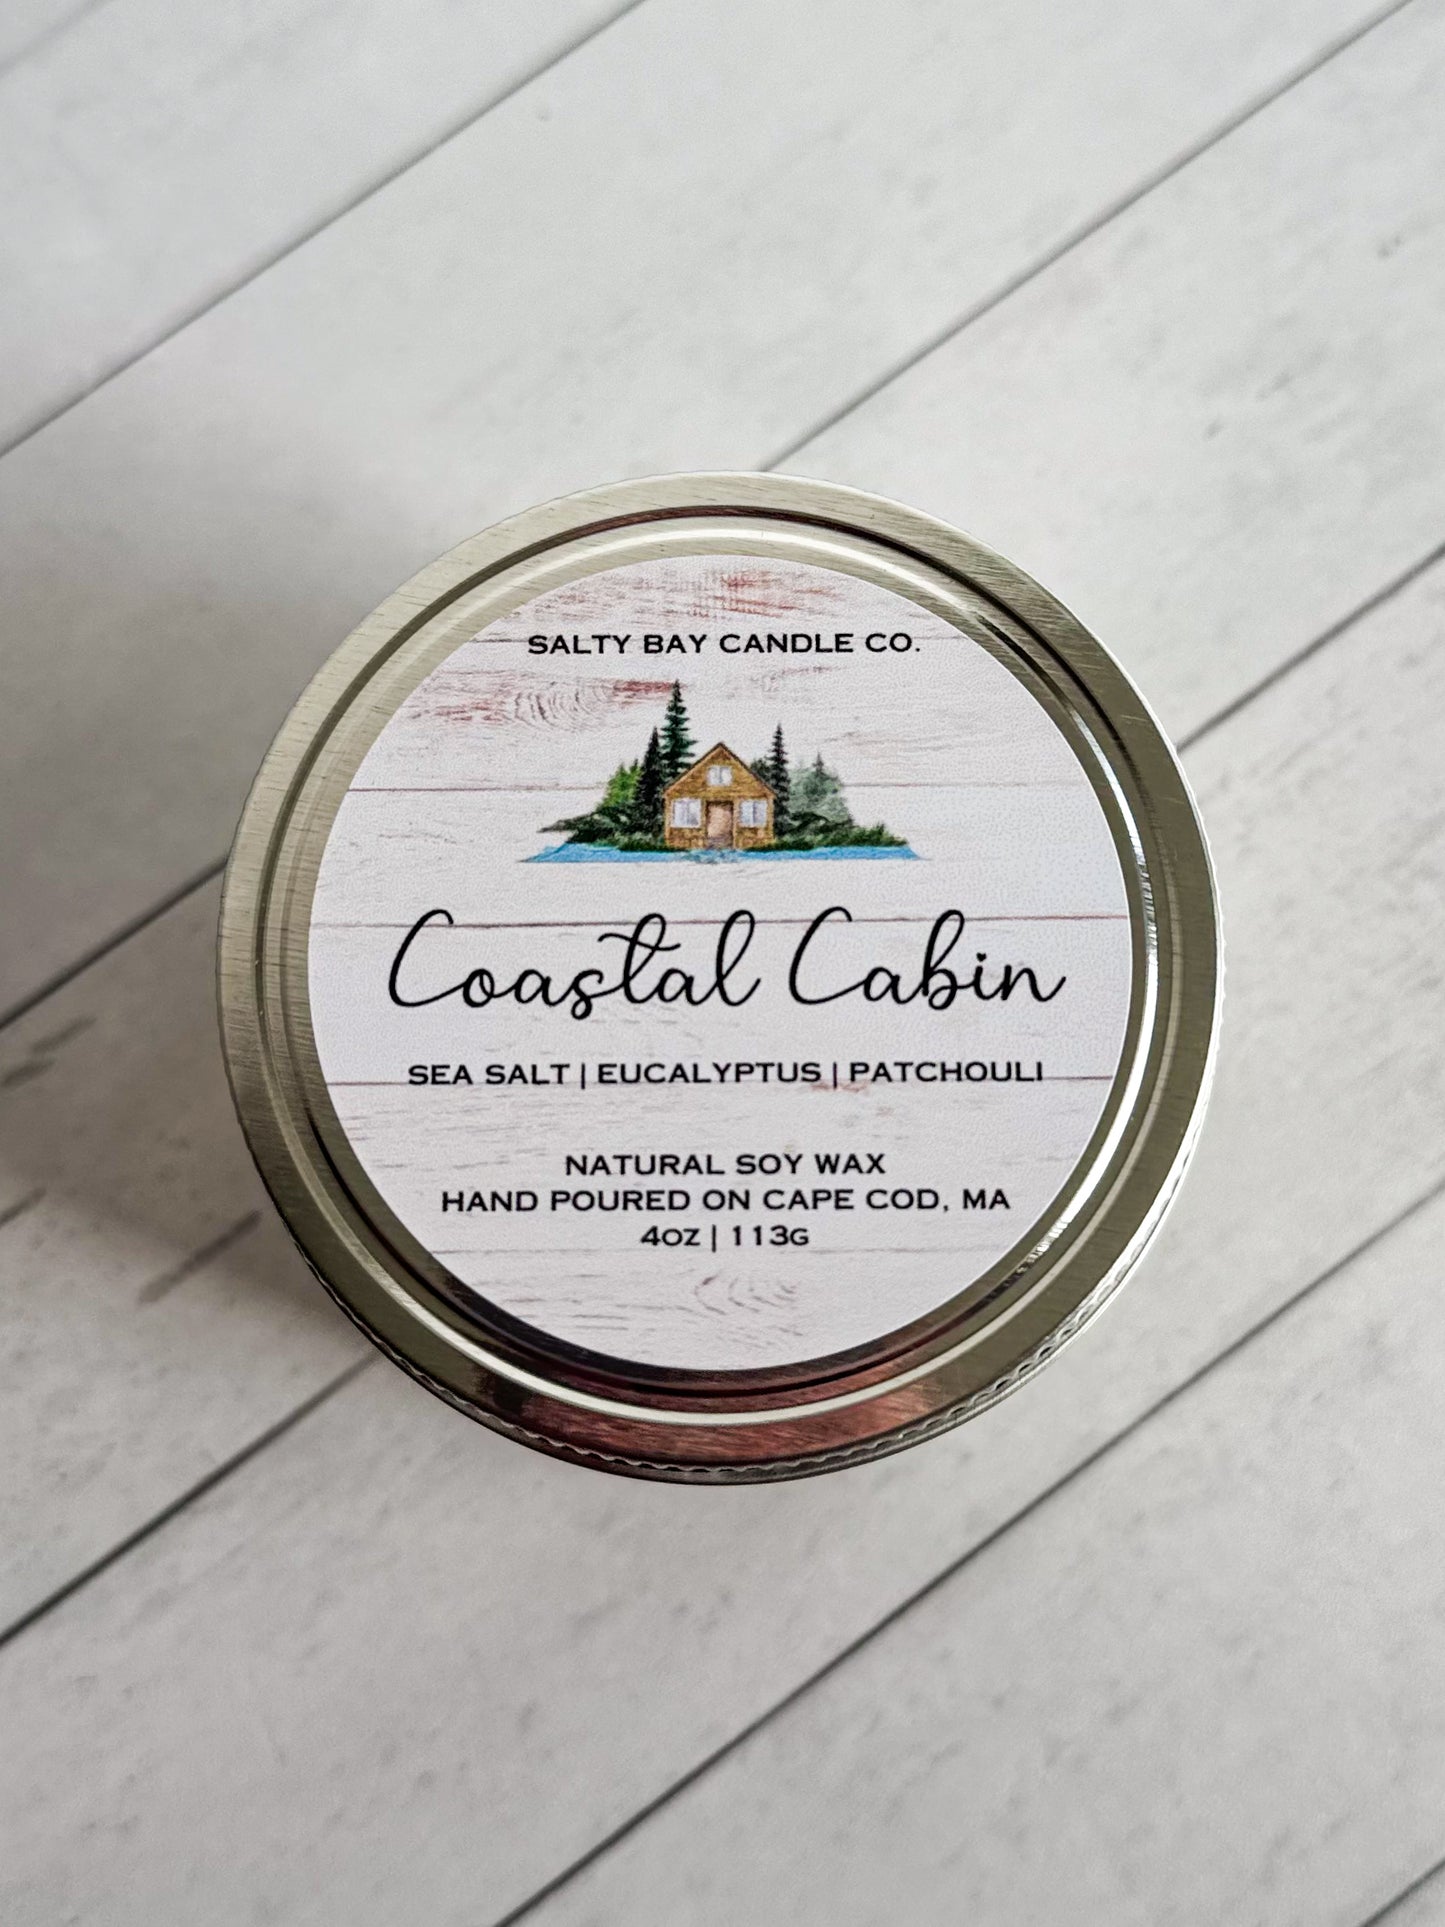 SALTY BAY CANDLE CO.
Coastal Cabin
SEA SALT | EUCALYPTUS | PATCHOULI
NATURAL SOY WAX
HAND POURED ON CAPE COD, MA
4OZ | 113G